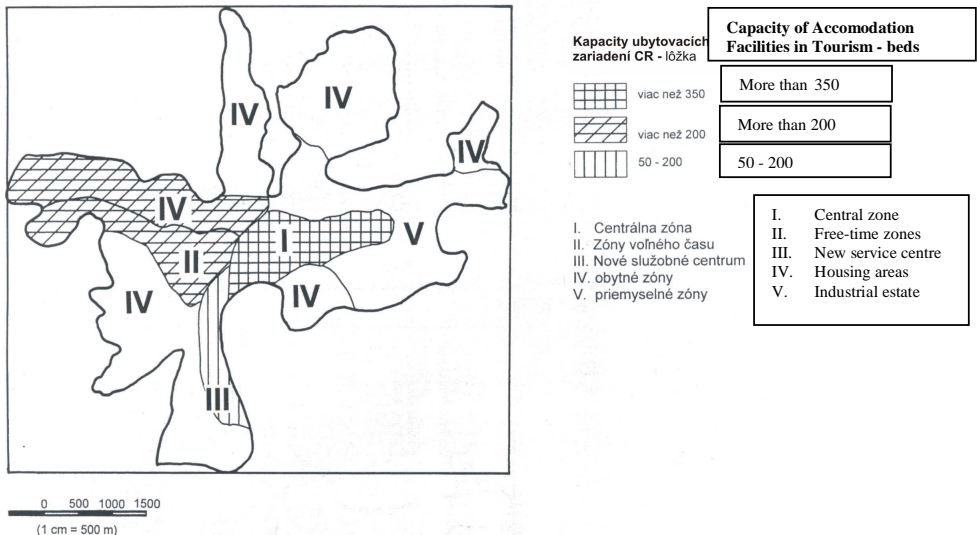 IV
IV
IV
IV
I
V
II
IV
IV
III
0 500 1000 1500
(1 cm = 500 m)
Kapacity ubytovacích
zariadení CR - lôžka
viac než 350
viac než 200
50 - 200
Capacity of Accomodation
Facilities in Tourism - beds
More than 350
More than 200
50 - 200
I. Centrálna zóna
II. Zóny voľného času
III. Nové služobné centrum
IV. obytné zóny
V. priemyselné zóny
I. Central zone
II. Free-time zones
III. New service centre
IV. Housing areas
V. Industrial estate